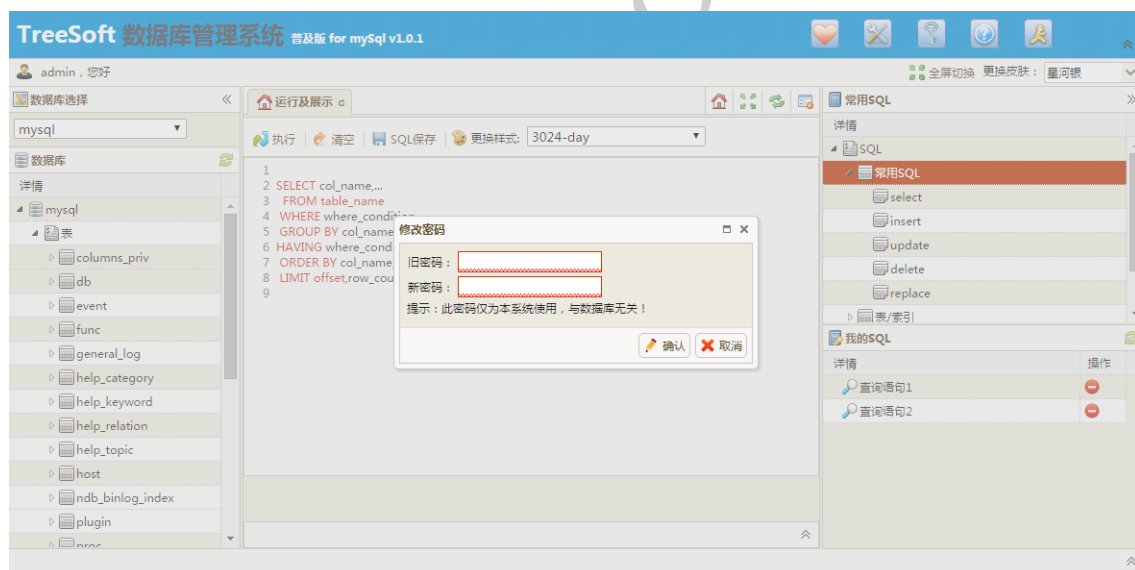 TreeSoft 数据库管理系统 普及版 for mySql v1.0.1
admin，您好
全屏切换 更换皮肤： 星河银
数据库选择
mysql
数据库
详情
mysql
表
columns_priv
db
event
func
general_log
help_category
help_keyword
help_relation
help_topic
host
ndb_binlog_index
plugin
proc
运行及展示
执行 清空 SQL保存 更换样式: 3024-day
1
2 SELECT col_name,...
3 FROM table_name
4 WHERE where_condition
5 GROUP BY col_name
6 HAVING where_cond
7 ORDER BY col_name,
8 LIMIT offset,row_cou
9
修改密码
旧密码：
新密码：
提示：此密码仅为本系统使用，与数据库无关！
确认 取消
常用SQL
详情
SQL
常用SQL
select
insert
update
delete
replace
表/索引
我的SQL
详情 操作
查询语句1
查询语句2